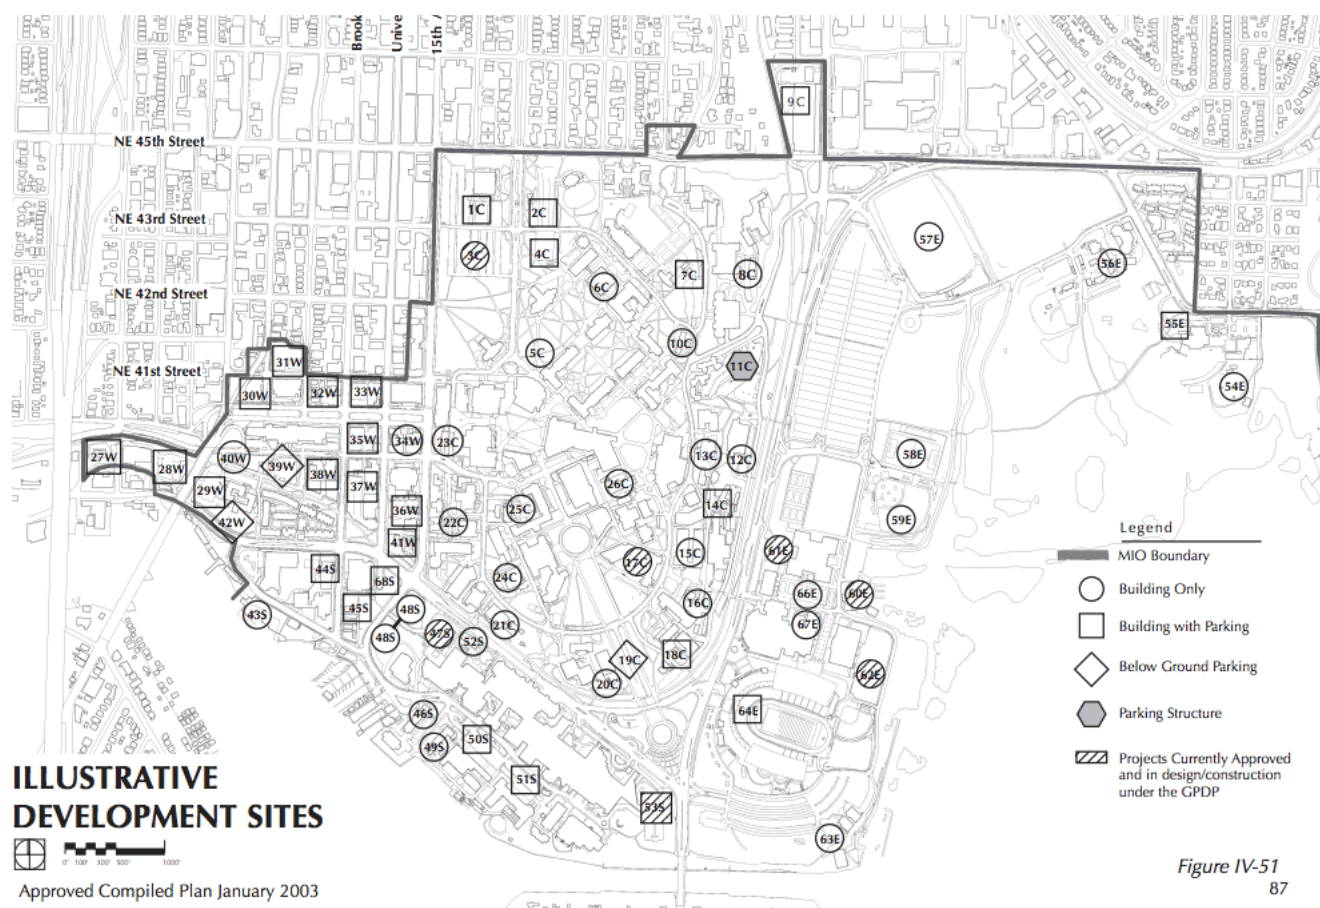 Brook
Unive
15th A
9C
NE 45th Street
1C
2C
NE 43rd Street
57E
3C
4C
7C
8C
56E
6C
NE 42nd Street
55E
10C
5C
31W
11C
NE 41st Street
54E
30W
32W
33W
35W
34W
23C
27W
28W
40W
39W
38W
13C
12C
58E
37W
26C
29W
14C
36W
25C
42W
22C
59E
41W
Legend
MIO Boundary
61E
15C
17C
44S
24C
68S
Building Only
66E
60E
45S
48S
16C
43S
21C
67E
Building with Parking
48S
47S
52S
19C
18C
Below Ground Parking
62E
20C
46S
64E
Parking Structure
49S
50S
Projects Currently Approved
and in design/construction
under the GPDP
51S
53S
63E
ILLUSTRATIVE
DEVELOPMENT SITES
0' 100' 300' 500' 1000'
Figure IV-51
87
Approved Compiled Plan January 2003